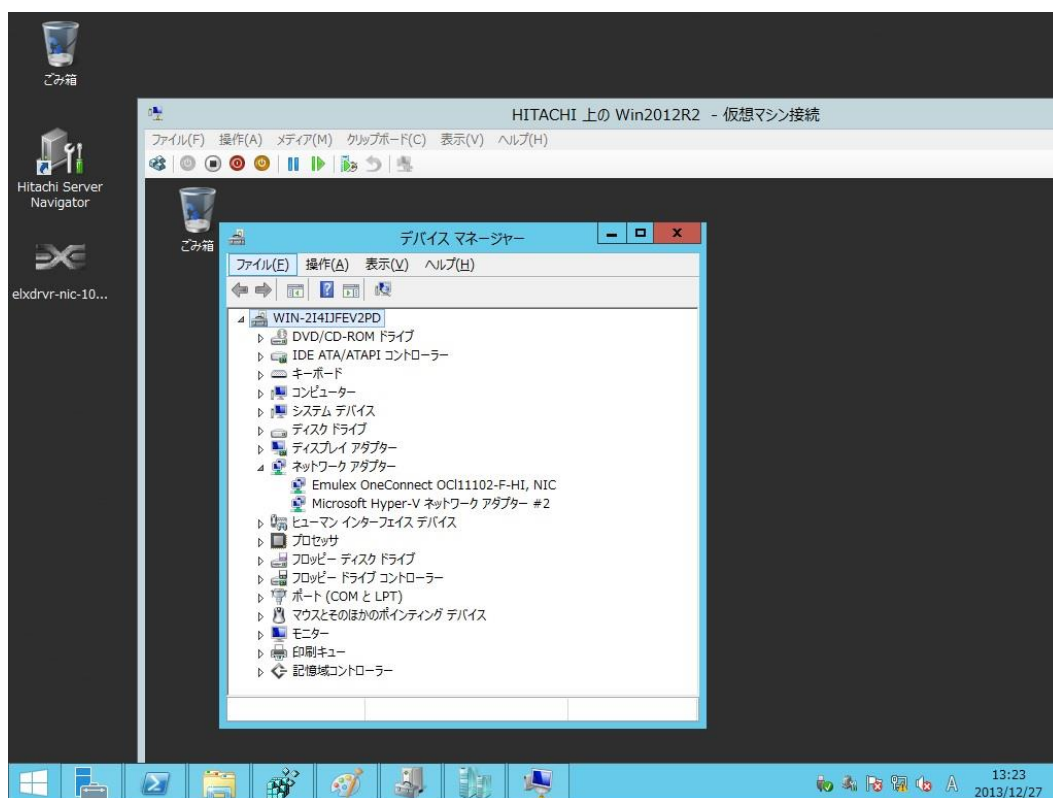 ごみ箱
Hitachi Server
Navigator
elxdrvr-nic-10...
HITACHI 上の Win2012R2 - 仮想マシン接続
ファイル(F) 操作(A) メディア(M) クリップボード(C) 表示(V) ヘルプ(H)
ごみ箱
デバイス マネージャー
ファイル(F) 操作(A) 表示(V) ヘルプ(H)
WIN-2I4IJFEV2PD
DVD/CD-ROM ドライブ
IDE ATA/ATAPI コントローラー
キーボード
コンピューター
システム デバイス
ディスク ドライブ
ディスプレイ アダプター
ネットワーク アダプター
Emulex OneConnect OCl11102-F-HI, NIC
Microsoft Hyper-V ネットワーク アダプター #2
ヒューマン インターフェイス デバイス
プロセッサ
フロッピー ディスク ドライブ
フロッピー ドライブ コントローラー
ポート (COM と LPT)
マウスとそのほかのポインティング デバイス
モニター
印刷キュー
記憶域コントローラー
A
13:23
2013/12/27